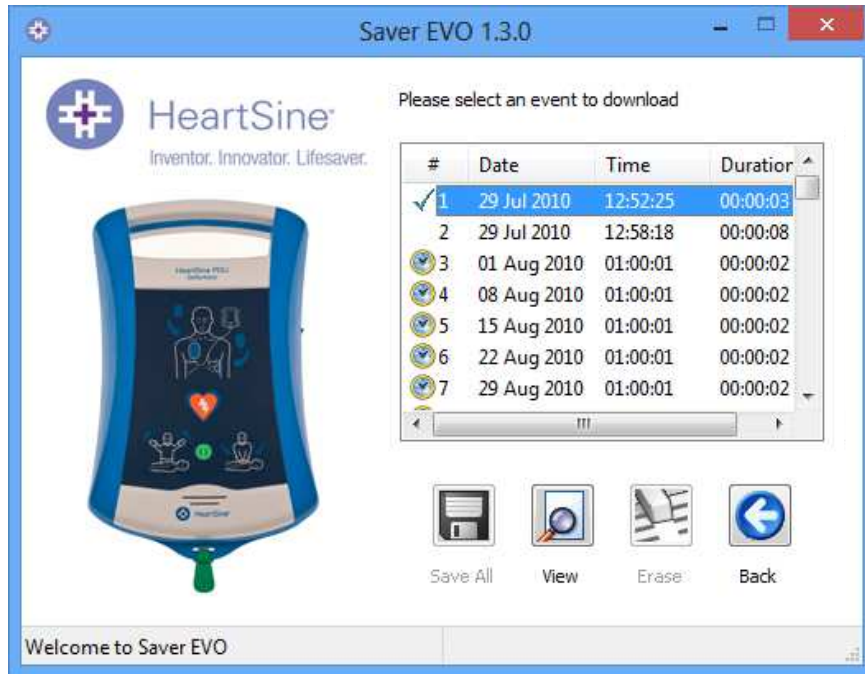 Saver EVO 1.3.0
HeartSine
Inventor. Innovator. Lifesaver.
Please select an event to download
# Date Time Duration
1 29 Jul 2010 12:52:25 00:00:03
2 29 Jul 2010 12:58:18 00:00:08
3 01 Aug 2010 01:00:01 00:00:02
4 08 Aug 2010 01:00:01 00:00:02
5 15 Aug 2010 01:00:01 00:00:02
6 22 Aug 2010 01:00:01 00:00:02
7 29 Aug 2010 01:00:01 00:00:02
HeartSine
Save All View Erase Back
Welcome to Saver EVO